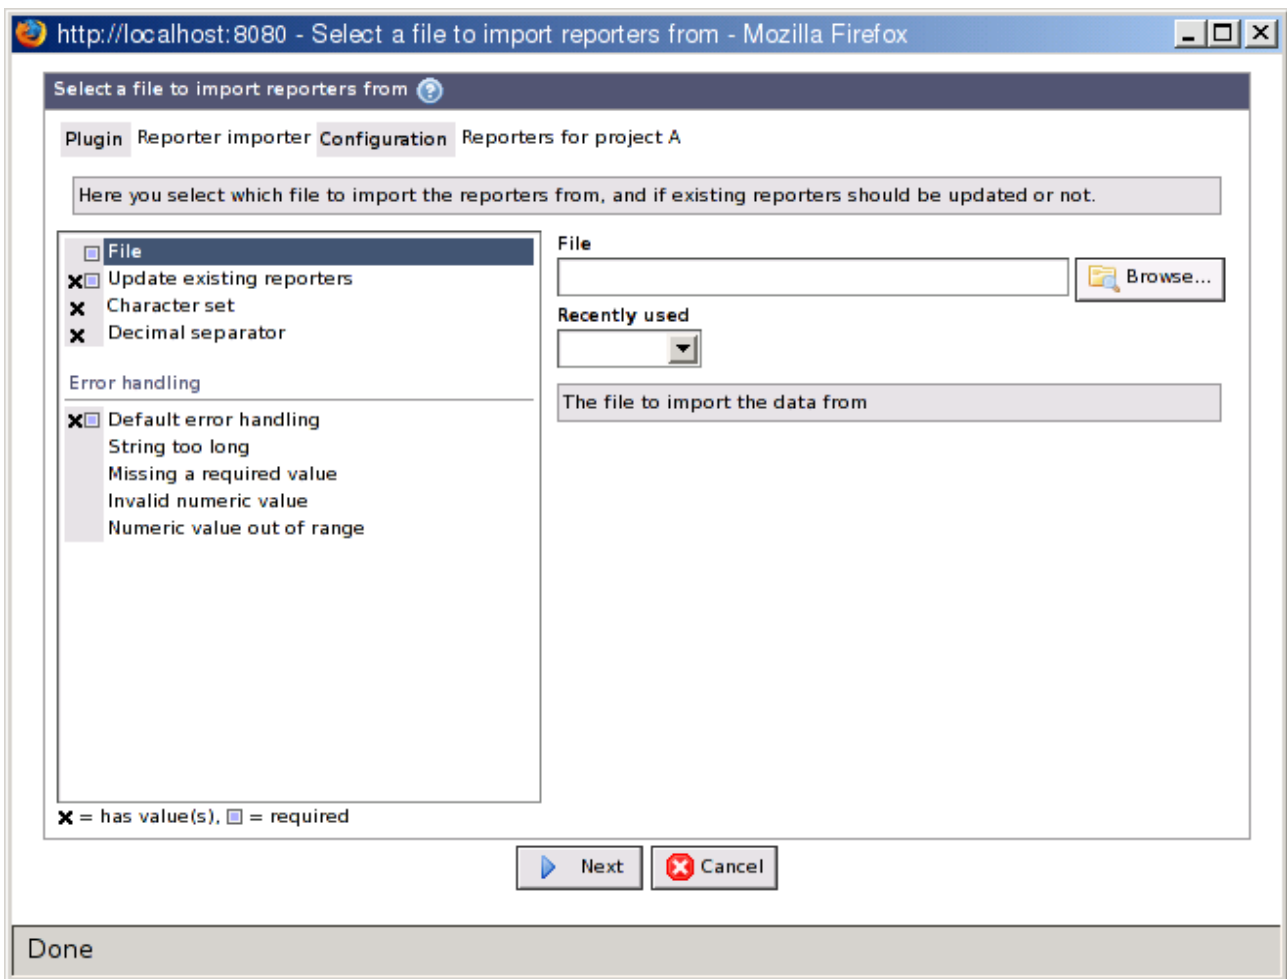 http://localhost:8080 - Select a file to import reporters from - Mozilla Firefox
Select a file to import reporters from
Plugin Reporter importer Configuration Reporters for project A
Here you select which file to import the reporters from, and if existing reporters should be updated or not.
File
Update existing reporters
Character set
Decimal separator
Error handling
Default error handling
String too long
Missing a required value
Invalid numeric value
Numeric value out of range
= has value(s), = required
File
Browse...
Recently used
The file to import the data from
Next
Cancel
Done